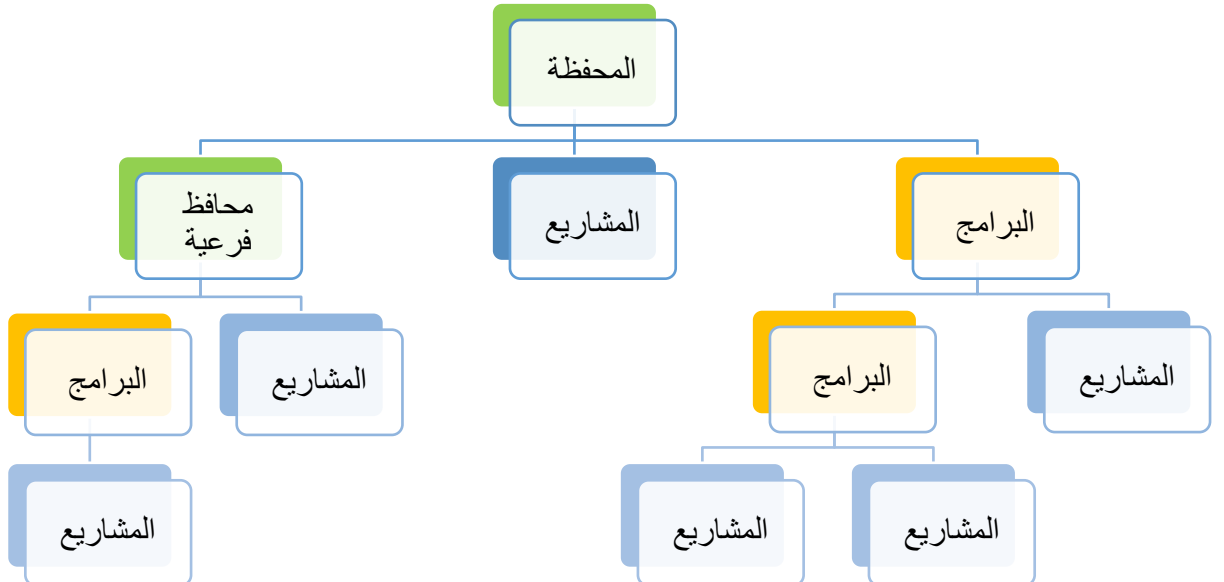 المحفظة
البرامج
المشاريع
محافظ
فرعية
المشاريع
البرامج
المشاريع
البرامج
المشاريع
المشاريع
المشاريع